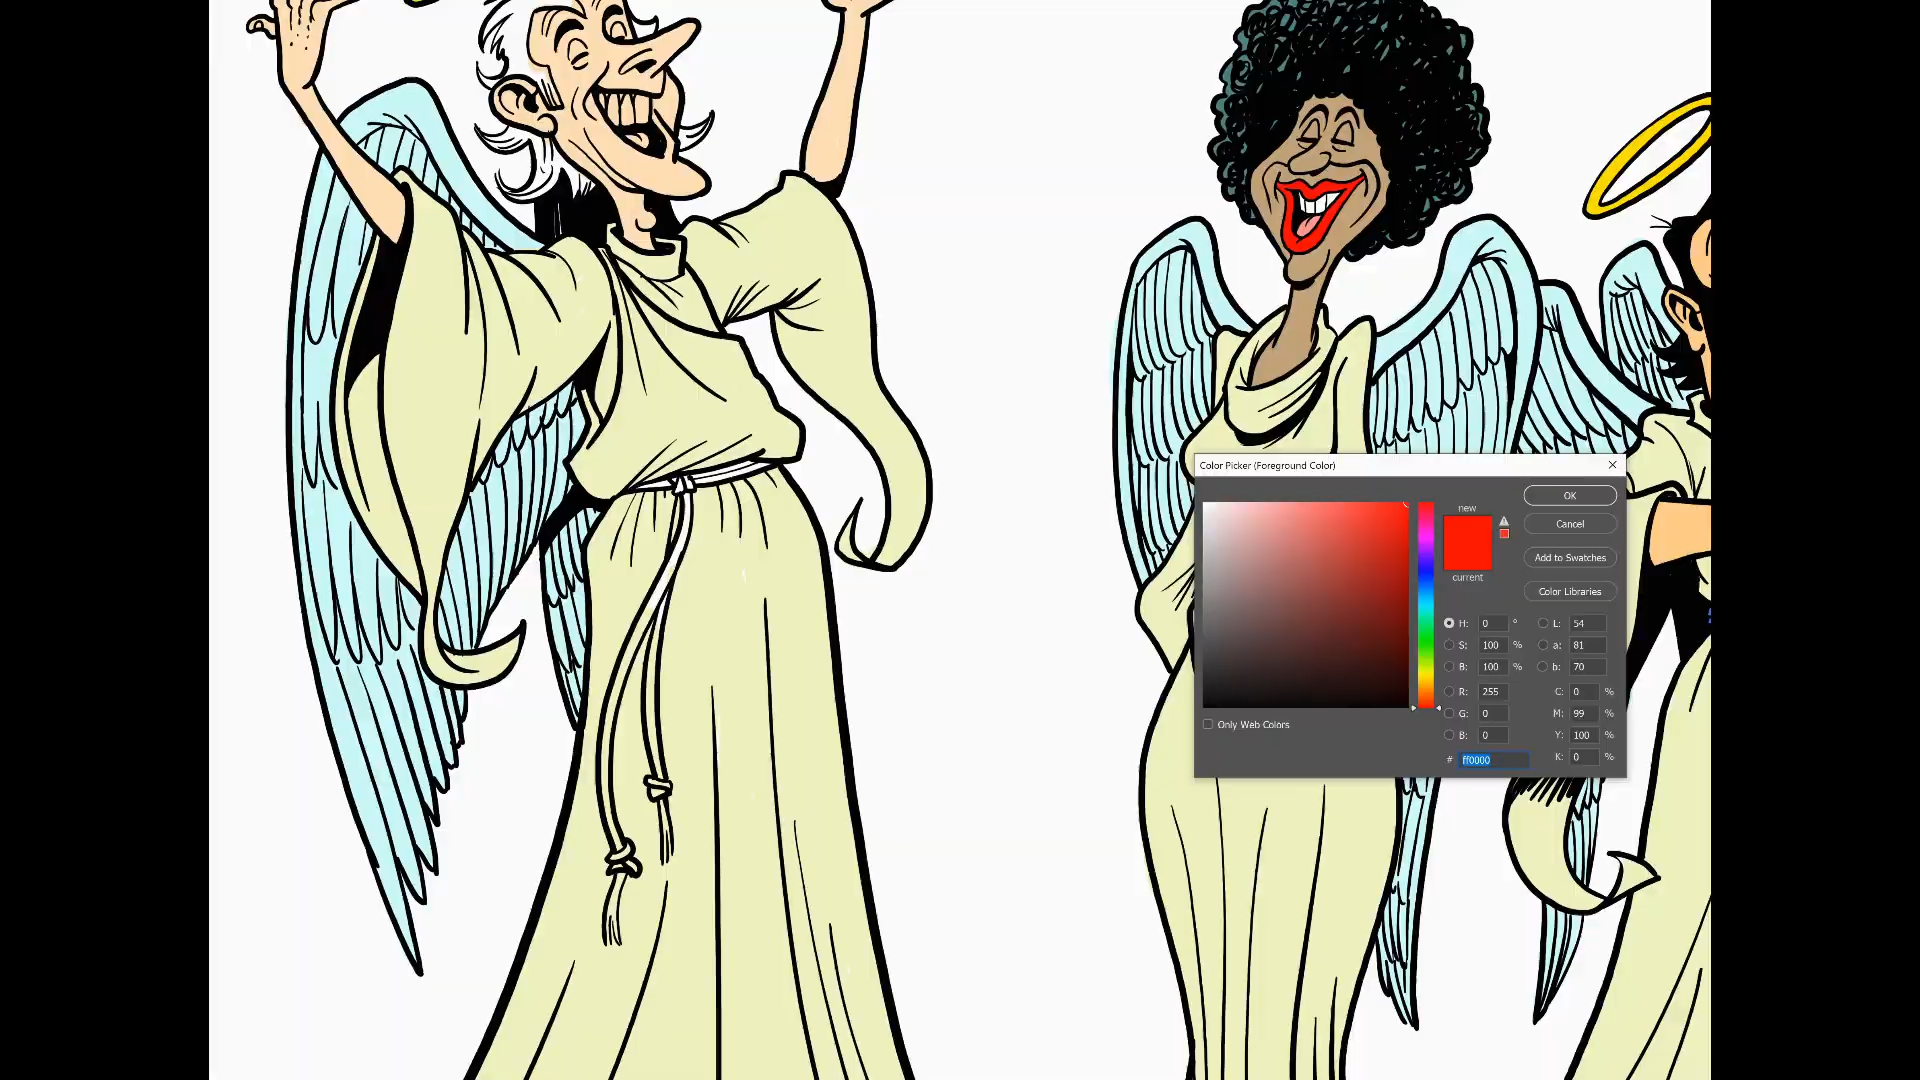 Color Picker (Foreground Color)
new
current
OK
Cancel
Add to Swatches
Color Libraries
H: 0 °
S: 100 %
B: 100 %
R: 255
G: 0
B: 0
# ff0000
L: 54
a: 81
b: 70
C: 0 %
M: 99 %
Y: 100 %
K: 0 %
Only Web Colors